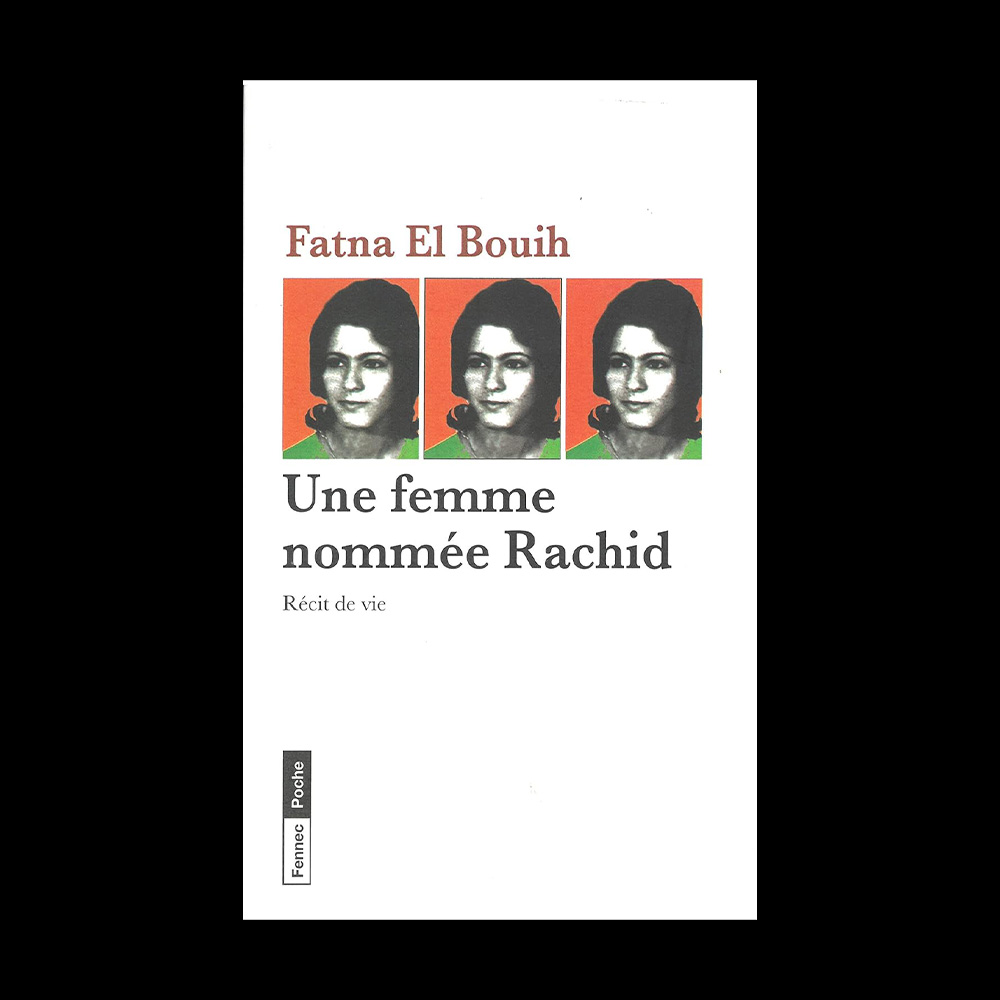 Fatna El Bouih
Une femme
nommée Rachid
Récit de vie
Fennec Poche